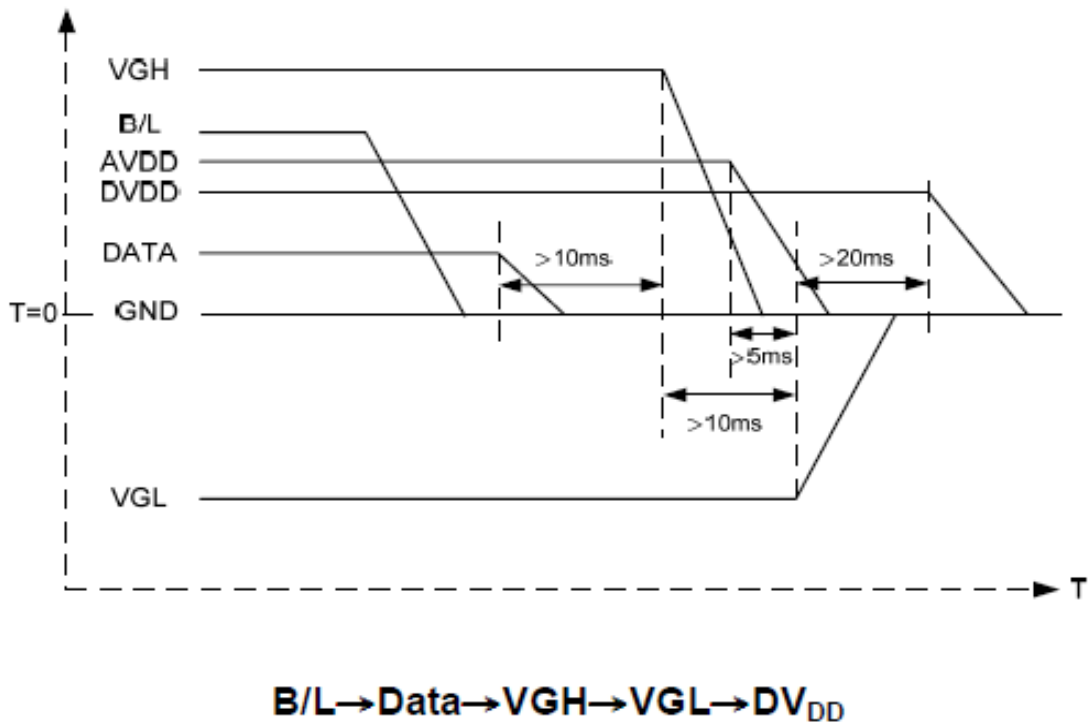 VGH
B/L
AVDD
DVDD
DATA
>10ms
>20ms
T=0
GND
>5ms
>10ms
VGL
T
B/L→Data→VGH→VGL→DVDD